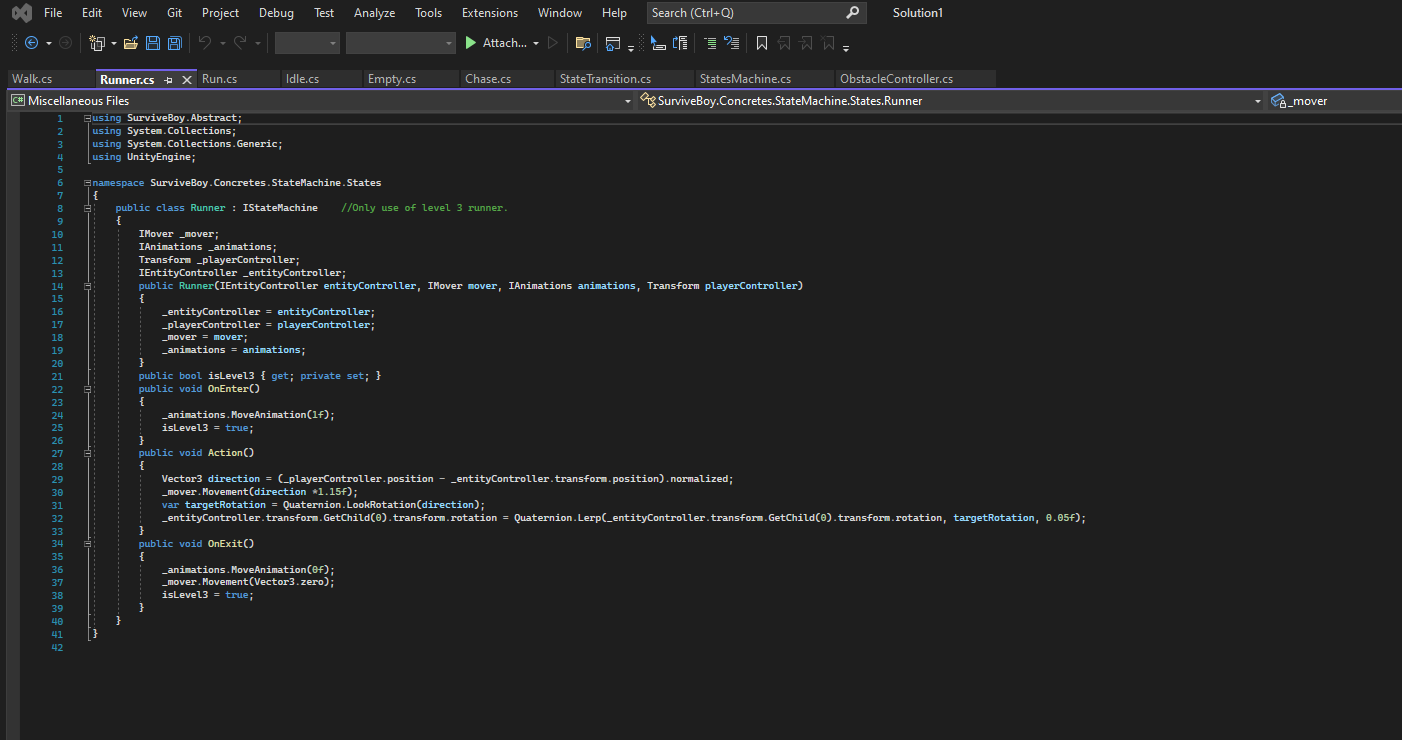 File Edit View Git Project Debug Test Analyze Tools Extensions Window Help Search (Ctrl+Q) Solution1
Attach...
Walk.cs Runner.cs Run.cs Idle.cs Empty.cs Chase.cs StateTransition.cs StatesMachine.cs ObstacleController.cs
C# Miscellaneous Files SurviveBoy.Concretes.StateMachine.States.Runner _mover
1 using SurviveBoy.Abstract;
2 using System.Collections;
3 using System.Collections.Generic;
4 using UnityEngine;
5
6 namespace SurviveBoy.Concretes.StateMachine.States
7 {
8 public class Runner : IStateMachine //Only use of level 3 runner.
9 {
10 IMover _mover;
11 IAnimations _animations;
12 Transform _playerController;
13 IEntityController _entityController;
14 public Runner(IEntityController entityController, IMover mover, IAnimations animations, Transform playerController)
15 {
16 _entityController = entityController;
17 _playerController = playerController;
18 _mover = mover;
19 _animations = animations;
20 }
21 public bool isLevel3 { get; private set; }
22 public void OnEnter()
23 {
24 _animations.MoveAnimation(1f);
25 isLevel3 = true;
26 }
27 public void Action()
28 {
29 Vector3 direction = (_playerController.position - _entityController.transform.position).normalized;
30 _mover.Movement(direction *1.15f);
31 var targetRotation = Quaternion.LookRotation(direction);
32 _entityController.transform.GetChild(0).transform.rotation = Quaternion.Lerp(_entityController.transform.GetChild(0).transform.rotation, targetRotation, 0.05f);
33 }
34 public void OnExit()
35 {
36 _animations.MoveAnimation(0f);
37 _mover.Movement(Vector3.zero);
38 isLevel3 = true;
39 }
40 }
41 }
42